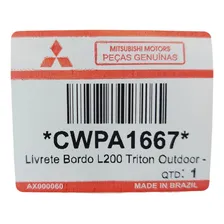 MITSUBISHI MOTORS
PEÇAS GENUÍNAS
*CWPA1667*
Livrete Bordo L200 Triton Outdoor -
QTD: 1
AX000060
MADE IN BRAZIL